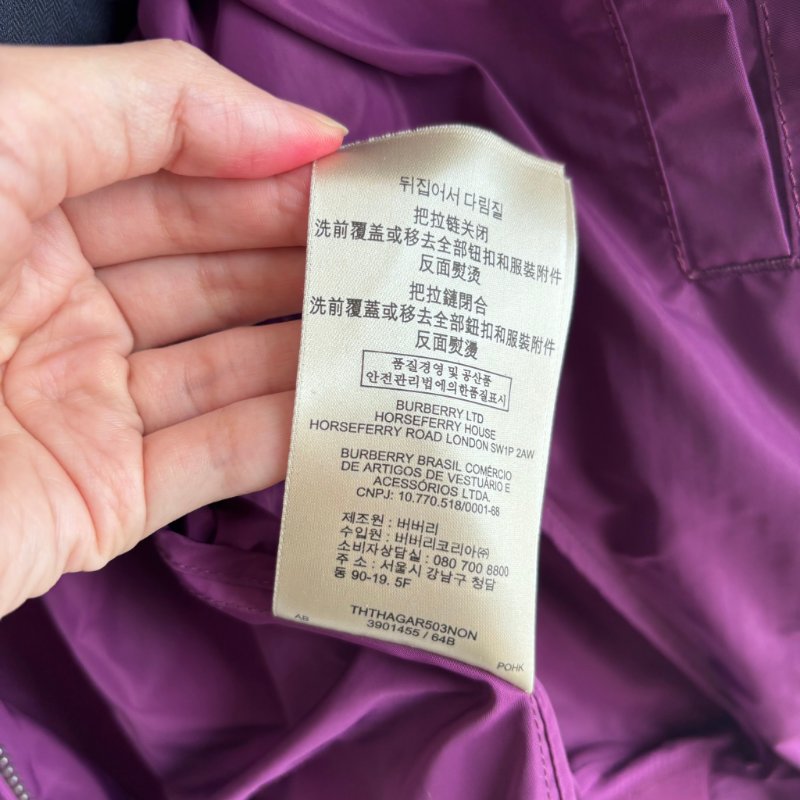 뒤집어서 다림질
把拉链关闭
洗前覆盖或移去全部钮扣和服装附件
反面熨烫
把拉鏈閉合
洗前覆蓋或移去全部鈕扣和服裝附件
反面熨燙
품질경영 및 공산품
안전관리법에의한품질표시
BURBERRY LTD
HORSEFERRY HOUSE
HORSEFERRY ROAD LONDON SW1P 2AW
BURBERRY BRASIL COMÉRCIO
DE ARTIGOS DE VESTUÁRIO E
ACESSÓRIOS LTDA.
CNPJ: 10.770.518/0001-68
제조원 : 버버리
수입원 : 버버리코리아㈜
소비자상담실 : 080 700 8800
주소 : 서울시 강남구 청담
동 90-19. 5F
THTHAGAR503NON
3901455 / 64B
AB
POHK